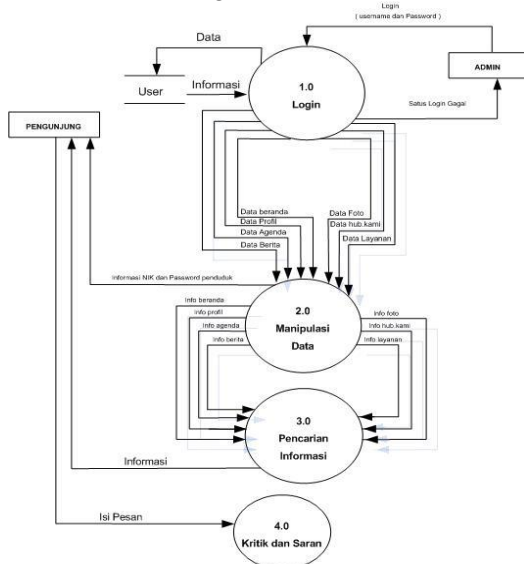 Login
( username dan Password )
Data
ADMIN
1.0
Login
Informasi
User
Satus Login Gagal
PENGUNJUNG
Data beranda
Data Foto
Data Profil
Data hub.kami
Data Agenda
Data Layanan
Data Berita
Informasi NIK dan Password penduduk
2.0
Manipulasi
Data
Info beranda
Info foto
Info profil
Info hub.kami
Info agenda
Info layanan
Info berita
3.0
Pencarian
Informasi
Informasi
Isi Pesan
4.0
Kritik dan Saran